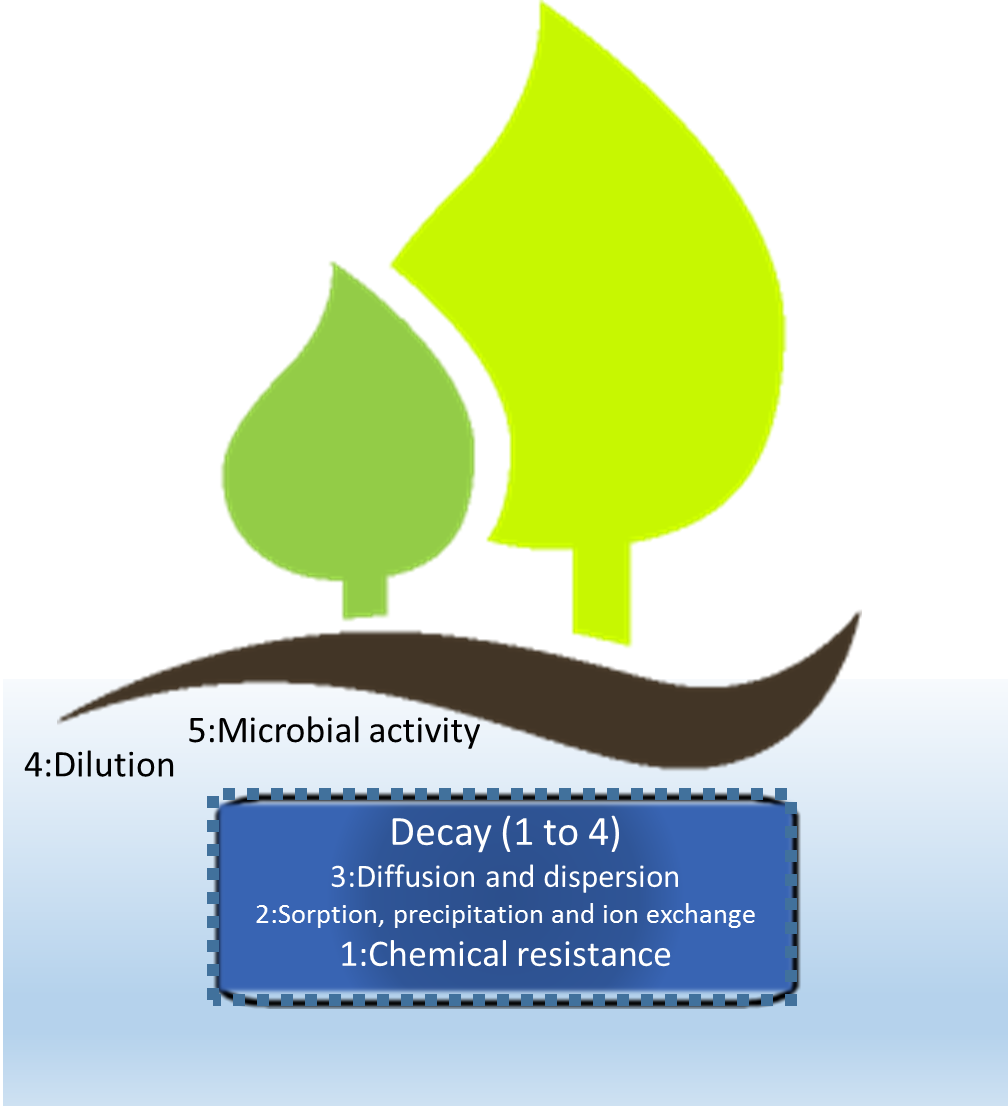 5:Microbial activity
4:Dilution
Decay (1 to 4)
3:Diffusion and dispersion
2:Sorption, precipitation and ion exchange
1:Chemical resistance